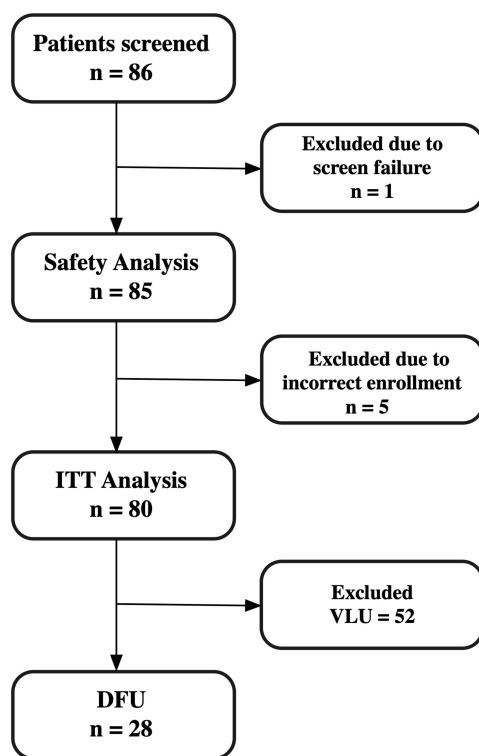 Patients screened
n = 86
Excluded due to
screen failure
n = 1
Safety Analysis
n = 85
Excluded due to
incorrect enrollment
n = 5
ITT Analysis
n = 80
Excluded
VLU = 52
DFU
n = 28